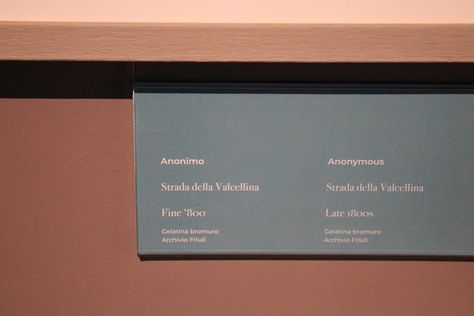 Anonimo
Strada della Valcellina
Fine '800
Gelatina bromuro
Archivio Friuli
Anonymous
Strada della Valcellina
Late 1800s
Gelatina bromuro
Archivio Friuli